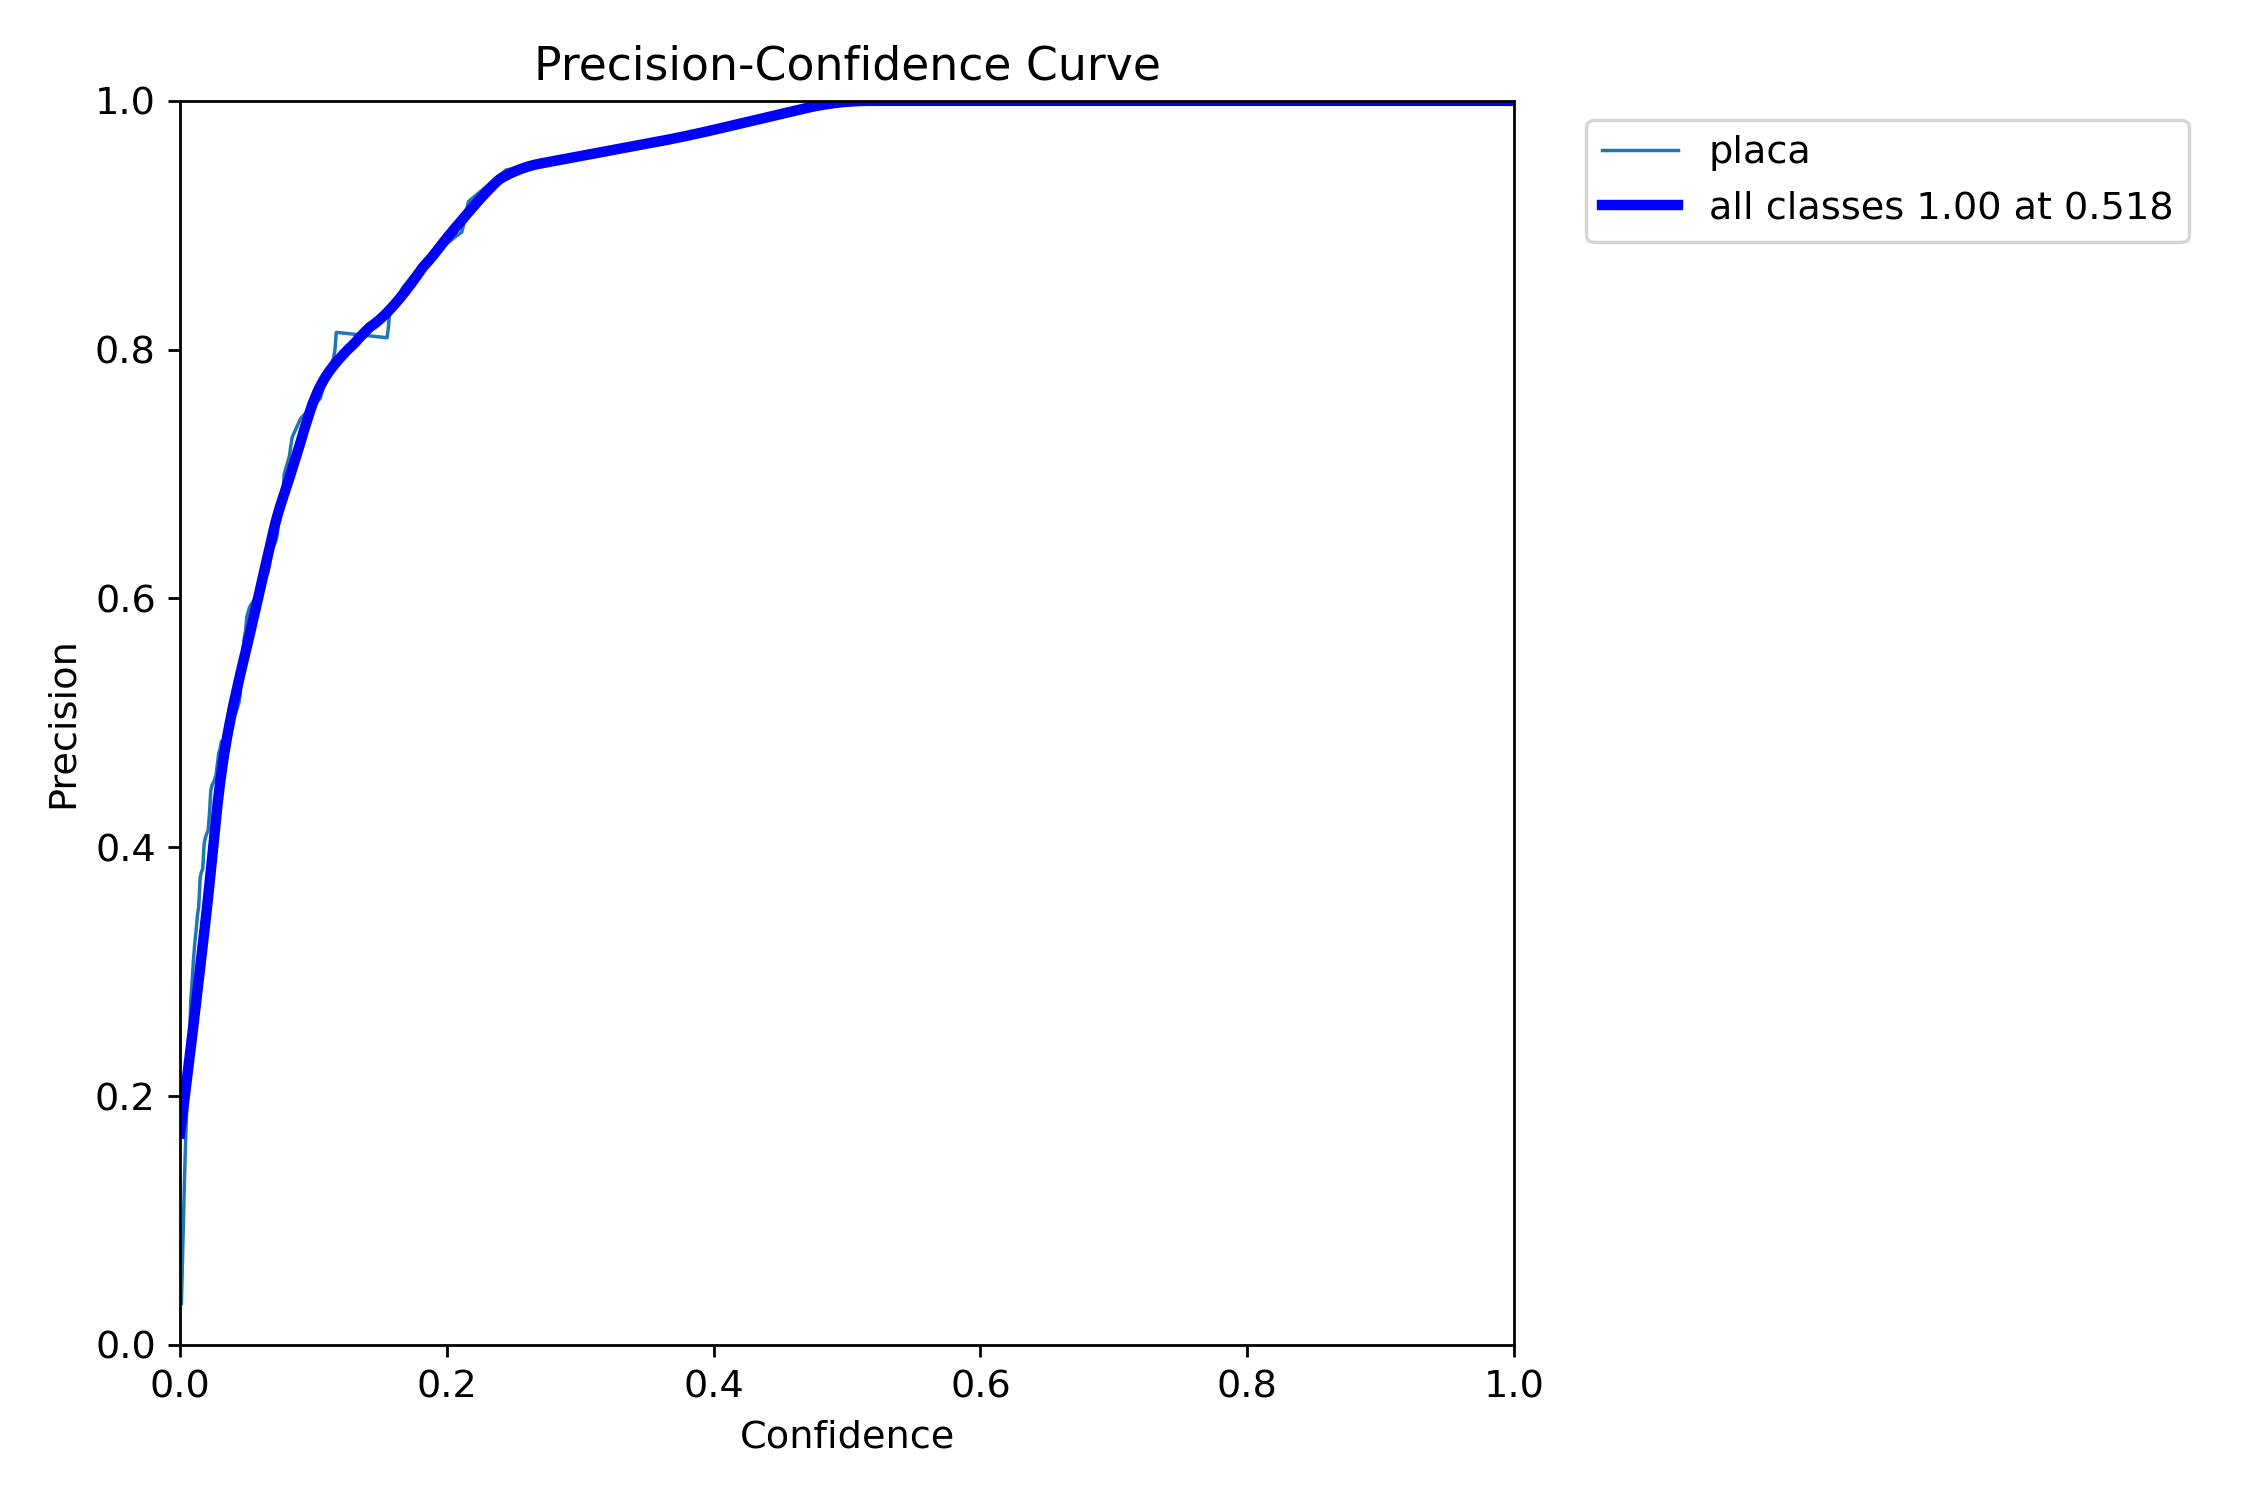 Precision-Confidence Curve
placa
all classes 1.00 at 0.518
Precision
1.0
0.8
0.6
0.4
0.2
0.0
0.0 0.2 0.4 0.6 0.8 1.0
Confidence